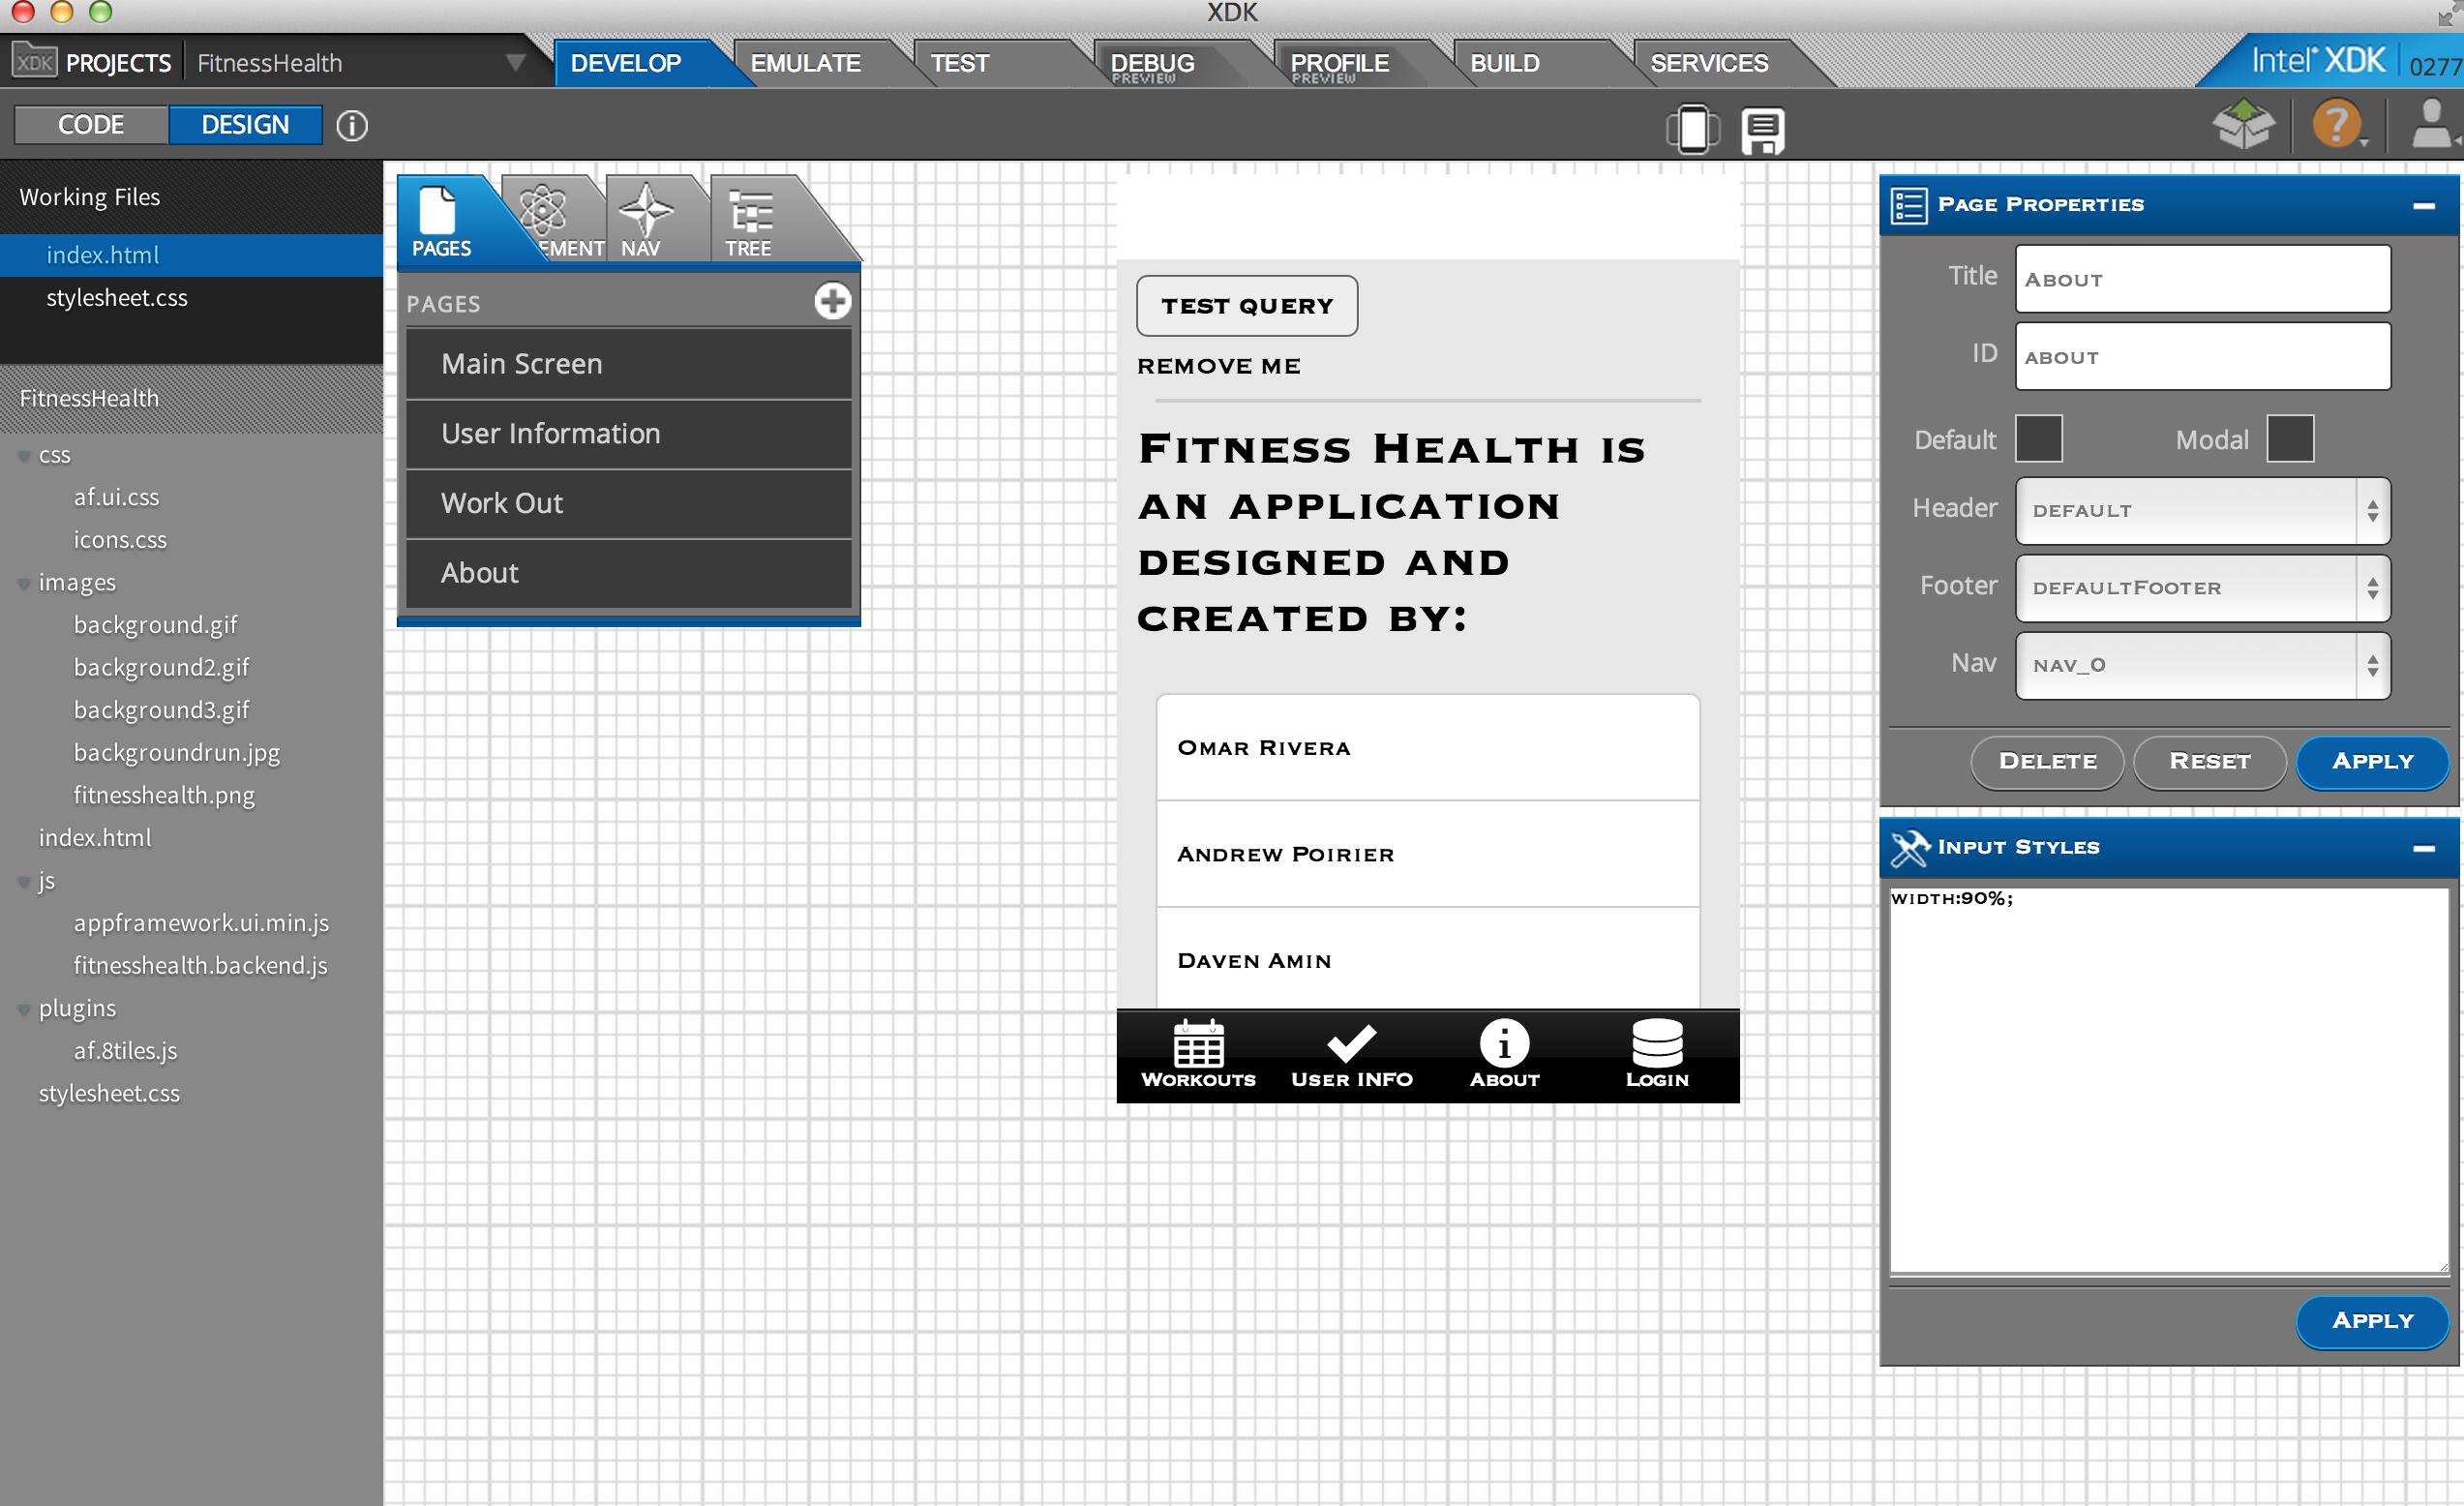 XDK
XDK PROJECTS FitnessHealth
DEVELOP EMULATE TEST DEBUG PREVIEW PROFILE PREVIEW BUILD SERVICES
Intel XDK 0277
CODE DESIGN
Working Files
index.html
stylesheet.css
FitnessHealth
css
af.ui.css
icons.css
images
background.gif
background2.gif
background3.gif
backgroundrun.jpg
fitnesshealth.png
index.html
js
appframework.ui.min.js
fitnesshealth.backend.js
plugins
af.8tiles.js
stylesheet.css
PAGES EMENT NAV TREE
PAGES
Main Screen
User Information
Work Out
About
TEST QUERY
REMOVE ME
FITNESS HEALTH IS
AN APPLICATION
DESIGNED AND
CREATED BY:
OMAR RIVERA
ANDREW POIRIER
DAVEN AMIN
WORKOUTS USER INFO ABOUT LOGIN
PAGE PROPERTIES
Title ABOUT
ID ABOUT
Default Modal
Header DEFAULT
Footer DEFAULTFOOTER
Nav NAV_0
DELETE RESET APPLY
INPUT STYLES
WIDTH:90%;
APPLY